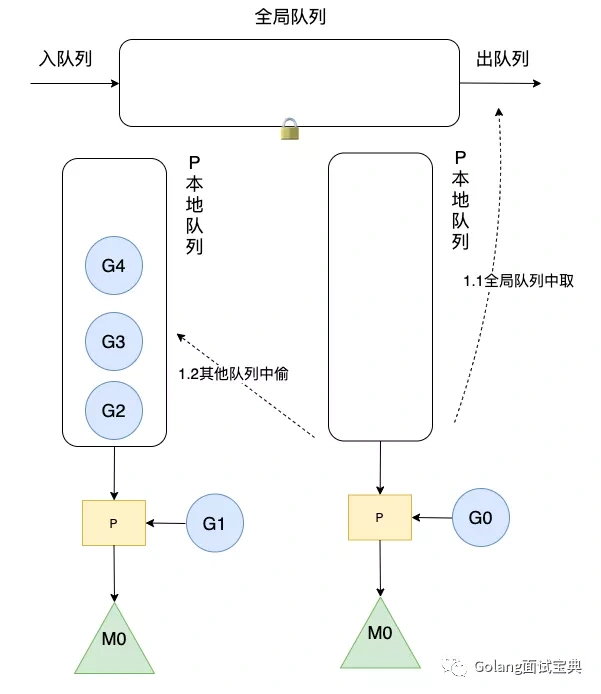 全局队列
入队列
出队列
P本地队列
P本地队列
G4
G3
G2
1.1全局队列中取
1.2其他队列中偷
P
G1
P
G0
M0
M0
Golang面试宝典